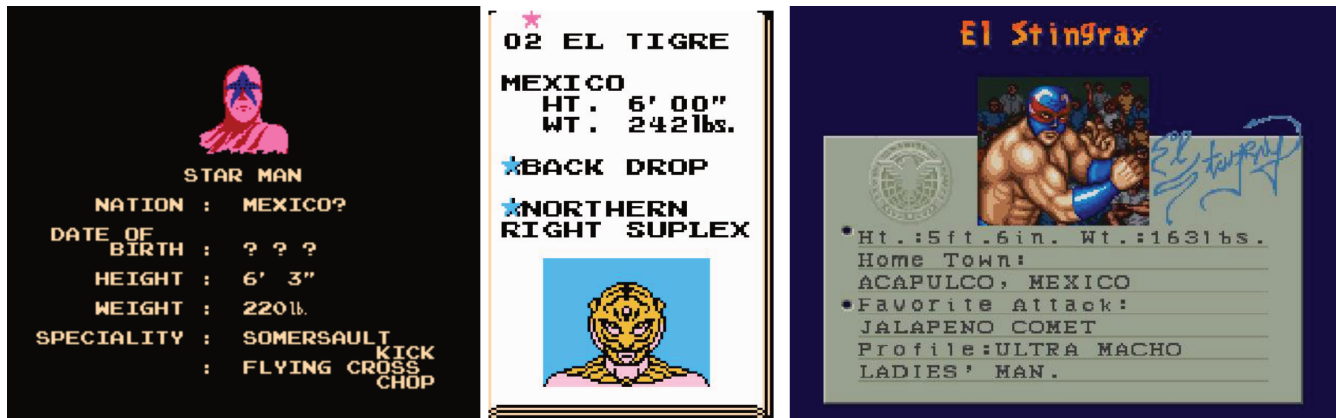 STAR MAN
NATION : MEXICO?
DATE OF
BIRTH : ? ? ?
HEIGHT : 6' 3"
WEIGHT : 220lb.
SPECIALITY : SOMERSAULT
KICK
: FLYING CROSS
CHOP
02 EL TIGRE
MEXICO
HT. 6' 00"
WT. 242lbs.
BACK DROP
NORTHERN
RIGHT SUPLEX
El Stingray
El Stingray
Ht.:5ft.6in. Wt.:163lbs.
Home Town:
ACAPULCO, MEXICO
Favorite Attack:
JALAPENO COMET
Profile:ULTRA MACHO
LADIES' MAN.